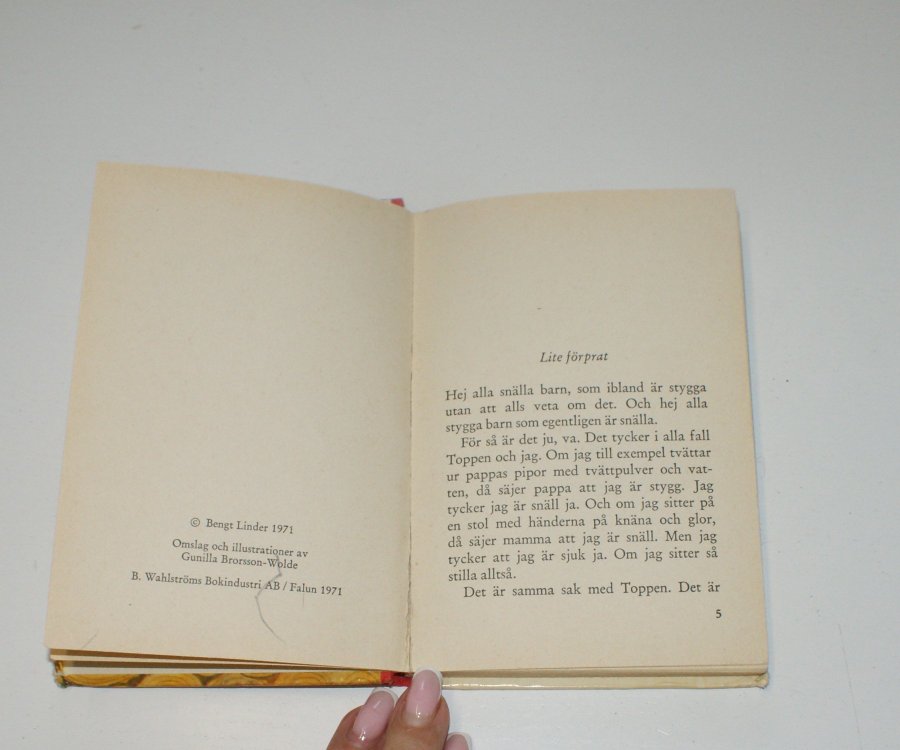 © Bengt Linder 1971
Omslag och illustrationer av
Gunilla Brorsson-Wolde
B. Wahlströms Bokindustri AB / Falun 1971
Lite förprat
Hej alla snälla barn, som ibland är stygga
utan att alls veta om det. Och hej alla
stygga barn som egentligen är snälla.
För så är det ju, va. Det tycker i alla fall
Toppen och jag. Om jag till exempel tvättar
ur pappas pipor med tvättpulver och vat-
ten, då säjer pappa att jag är stygg. Jag
tycker jag är snäll ja. Och om jag sitter på
en stol med händerna på knäna och glor,
då säjer mamma att jag är snäll. Men jag
tycker att jag är sjuk ja. Om jag sitter så
stilla alltså.
Det är samma sak med Toppen. Det är
5